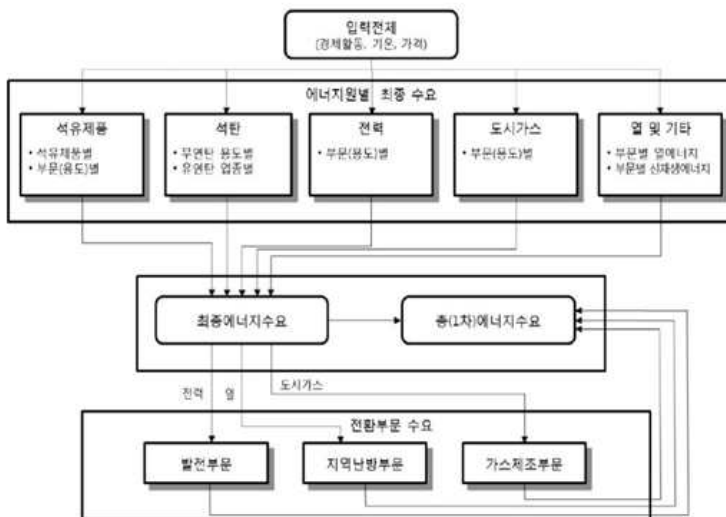 입력전제
(경제활동, 기온, 가격)
에너지원별 최종 수요
석유제품
• 석유제품별
• 부문(용도)별
석탄
• 무연탄 용도별
• 유연탄 업종별
전력
• 부문(용도)별
도시가스
• 부문(용도)별
열 및 기타
• 부문별 열에너지
• 부문별 신재생에너지
최종에너지수요
총(1차)에너지수요
전력
열
도시가스
전환부문 수요
발전부문
지역난방부문
가스제조부문